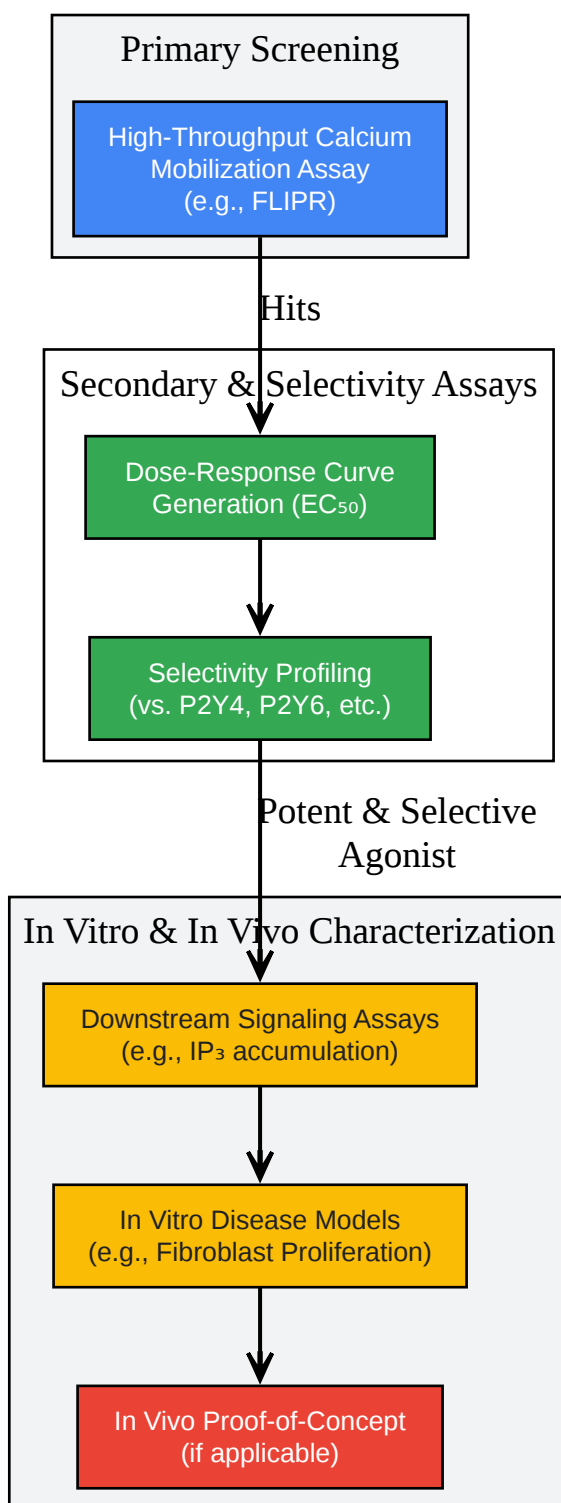 Primary Screening
High-Throughput Calcium
Mobilization Assay
(e.g., FLIPR)
Hits
Secondary & Selectivity Assays
Dose-Response Curve
Generation (EC₅₀)
Selectivity Profiling
(vs. P2Y4, P2Y6, etc.)
Potent & Selective
Agonist
In Vitro & In Vivo Characterization
Downstream Signaling Assays
(e.g., IP₃ accumulation)
In Vitro Disease Models
(e.g., Fibroblast Proliferation)
In Vivo Proof-of-Concept
(if applicable)